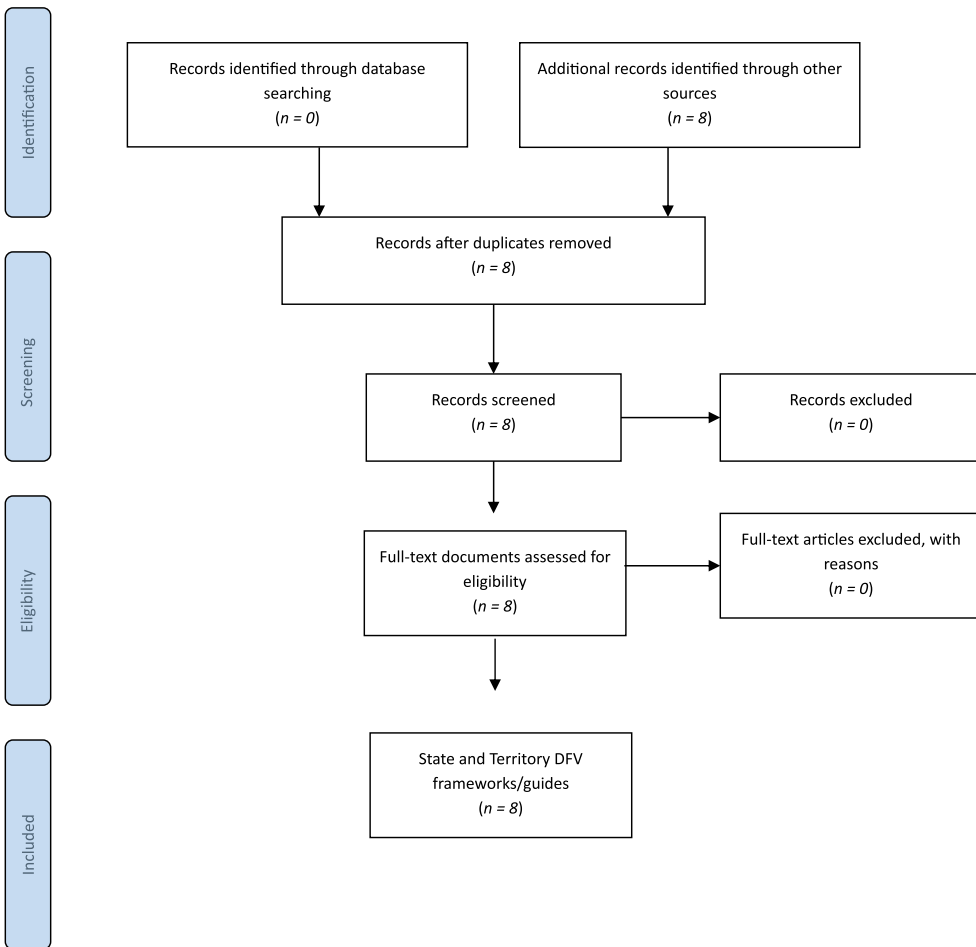 Identification
Records identified through database
searching
(n = 0)
Additional records identified through other
sources
(n = 8)
Records after duplicates removed
(n = 8)
Screening
Records screened
(n = 8)
Records excluded
(n = 0)
Eligibility
Full-text documents assessed for
eligibility
(n = 8)
Full-text articles excluded, with
reasons
(n = 0)
Included
State and Territory DFV
frameworks/guides
(n = 8)